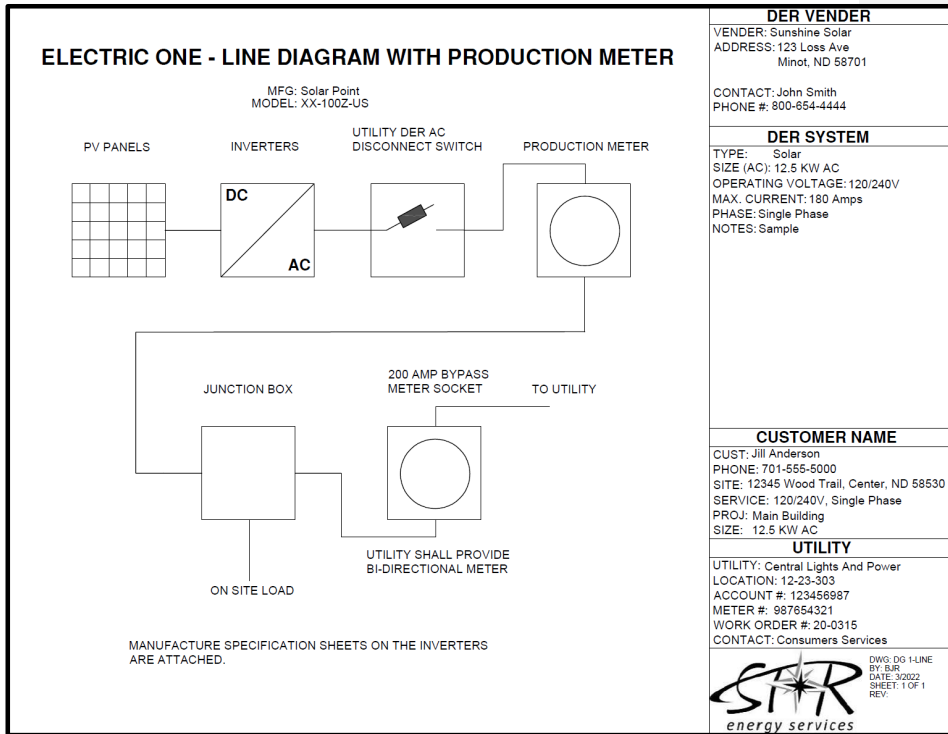 ELECTRIC ONE - LINE DIAGRAM WITH PRODUCTION METER
MFG: Solar Point
MODEL: XX-100Z-US
PV PANELS
INVERTERS
UTILITY DER AC
DISCONNECT SWITCH
PRODUCTION METER
DC
AC
JUNCTION BOX
200 AMP BYPASS
METER SOCKET
TO UTILITY
UTILITY SHALL PROVIDE
BI-DIRECTIONAL METER
ON SITE LOAD
MANUFACTURE SPECIFICATION SHEETS ON THE INVERTERS
ARE ATTACHED.
DER VENDER
VENDER: Sunshine Solar
ADDRESS: 123 Loss Ave
Minot, ND 58701
CONTACT: John Smith
PHONE #: 800-654-4444
DER SYSTEM
TYPE: Solar
SIZE (AC): 12.5 KW AC
OPERATING VOLTAGE: 120/240V
MAX. CURRENT: 180 Amps
PHASE: Single Phase
NOTES: Sample
CUSTOMER NAME
CUST: Jill Anderson
PHONE: 701-555-5000
SITE: 12345 Wood Trail, Center, ND 58530
SERVICE: 120/240V, Single Phase
PROJ: Main Building
SIZE: 12.5 KW AC
UTILITY
UTILITY: Central Lights And Power
LOCATION: 12-23-303
ACCOUNT #: 123456987
METER #: 987654321
WORK ORDER #: 20-0315
CONTACT: Consumers Services
STAR
energy services
DWG: DG 1-LINE
BY: BJR
DATE: 3/2022
SHEET: 1 OF 1
REV: